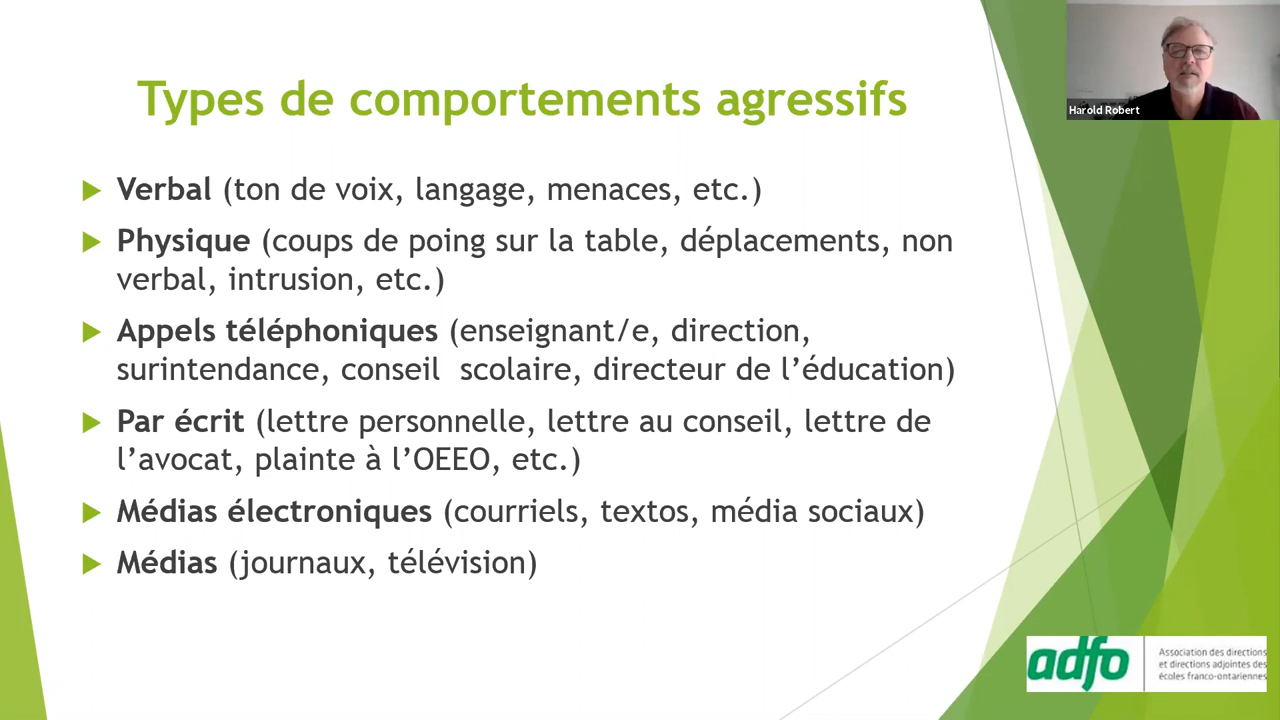 Types de comportements agressifs
Harold Robert
Verbal (ton de voix, langage, menaces, etc.)
Physique (coups de poing sur la table, déplacements, non
verbal, intrusion, etc.)
Appels téléphoniques (enseignant/e, direction,
surintendance, conseil  scolaire, directeur de l’éducation)
Par écrit (lettre personnelle, lettre au conseil, lettre de
l’avocat, plainte à l’OEEO, etc.)
Médias électroniques (courriels, textos, média sociaux)
Médias (journaux, télévision)
adfo
Association des directions
et directions adjointes des
écoles franco-ontariennes